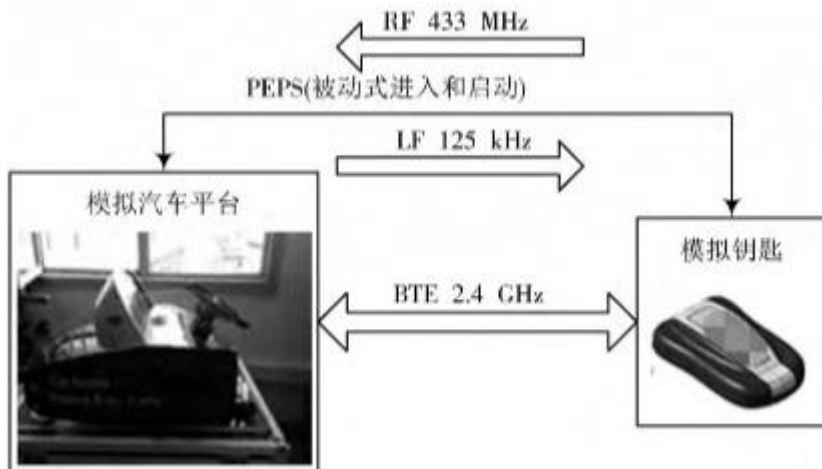 RF 433 MHz
PEPS(被动式进入和启动)
LF 125 kHz
模拟汽车平台
模拟钥匙
BTE 2.4 GHz